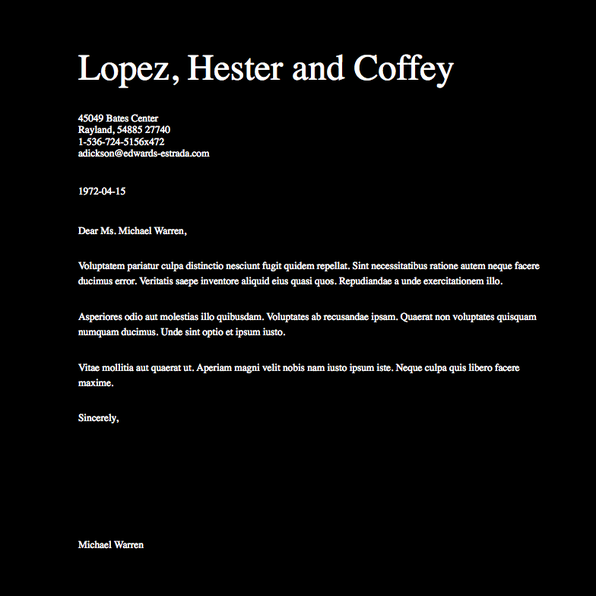 Lopez, Hester and Coffey
45049 Bates Center
Rayland, 54885 27740
1-536-724-5156x472
adickson@edwards-estrada.com
1972-04-15
Dear Ms. Michael Warren,
Voluptatem pariatur culpa distinctio nesciunt fugit quidem repellat. Sint necessitatibus ratione autem neque facere
ducimus error. Veritatis saepe inventore aliquid eius quasi quos. Repudiandae a unde exercitationem illo.
Asperiores odio aut molestias illo quibusdam. Voluptates ab recusandae ipsam. Quaerat non voluptates quisquam
numquam ducimus. Unde sint optio et ipsum iusto.
Vitae mollitia aut quaerat ut. Aperiam magni velit nobis nam iusto ipsum iste. Neque culpa quis libero facere
maxime.
Sincerely,
Michael Warren